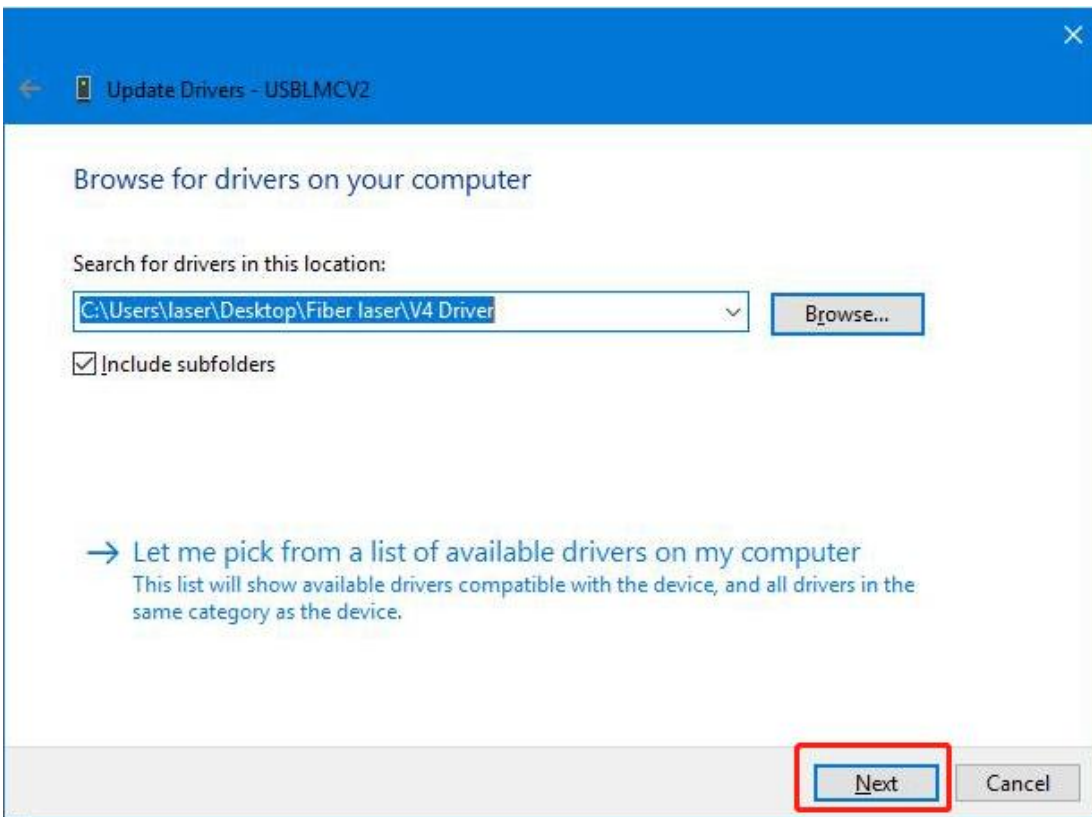 Update Drivers - USBLMCV2
Browse for drivers on your computer
Search for drivers in this location:
C:\Users\laser\Desktop\Fiber laser\V4 Driver
Browse...
Include subfolders
Let me pick from a list of available drivers on my computer
This list will show available drivers compatible with the device, and all drivers in the
same category as the device.
Next
Cancel